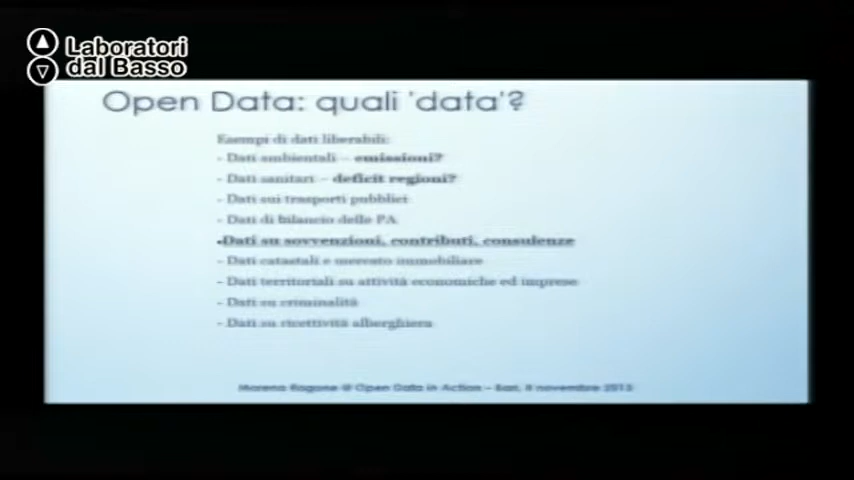 Laboratori
dal Basso
Open Data: quali 'data'?
Esempi di dati liberabili:
- Dati ambientali – emissioni?
- Dati sanitari – deficit regioni?
- Dati sui trasporti pubblici
- Dati di bilancio delle PA
-Dati su sovvenzioni, contributi, consulenze
- Dati catastali e mercato immobiliare
- Dati territoriali su attività economiche ed imprese
- Dati su criminalità
- Dati su ricettività alberghiera
Morena Ragone @ Open Data in Action – Bari, 8 novembre 2013